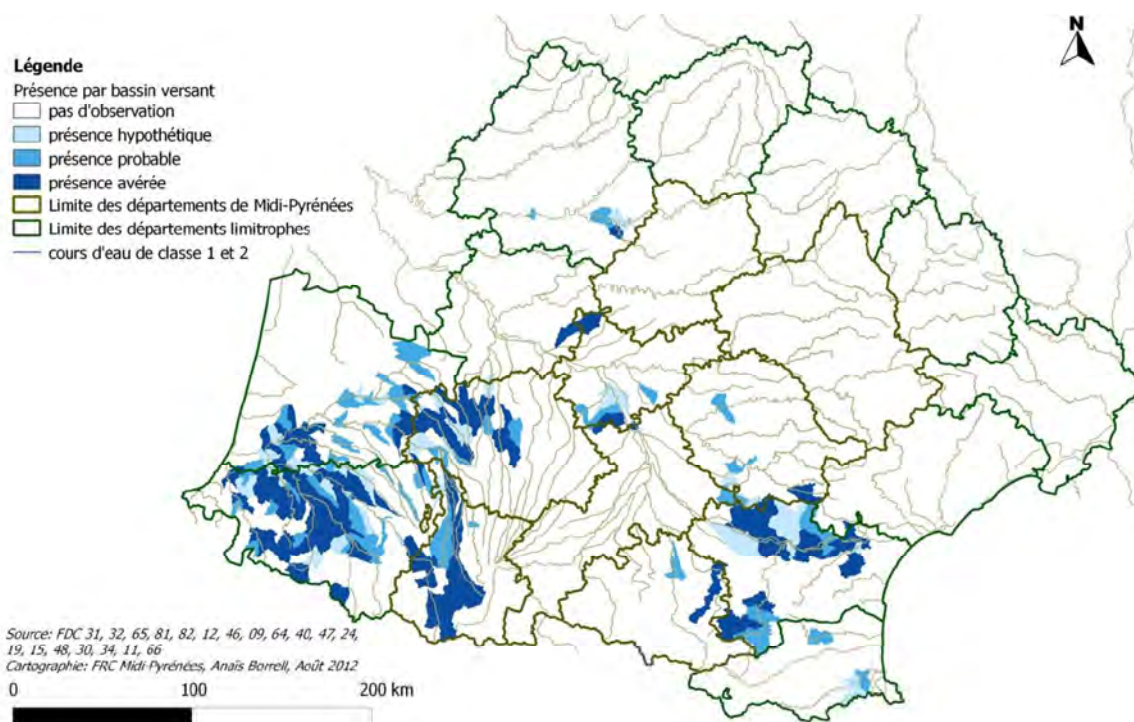 N
Légende
Présence par bassin versant
pas d'observation
présence hypothétique
présence probable
présence avérée
Limite des départements de Midi-Pyrénées
Limite des départements limitrophes
cours d'eau de classe 1 et 2
Source: FDC 31, 32, 65, 81, 82, 12, 46, 09, 64, 40, 47, 24,
19, 15, 48, 30, 34, 11, 66
Cartographie: FRC Midi-Pyrénées, Anaïs Borrell, Août 2012
0 100 200 km